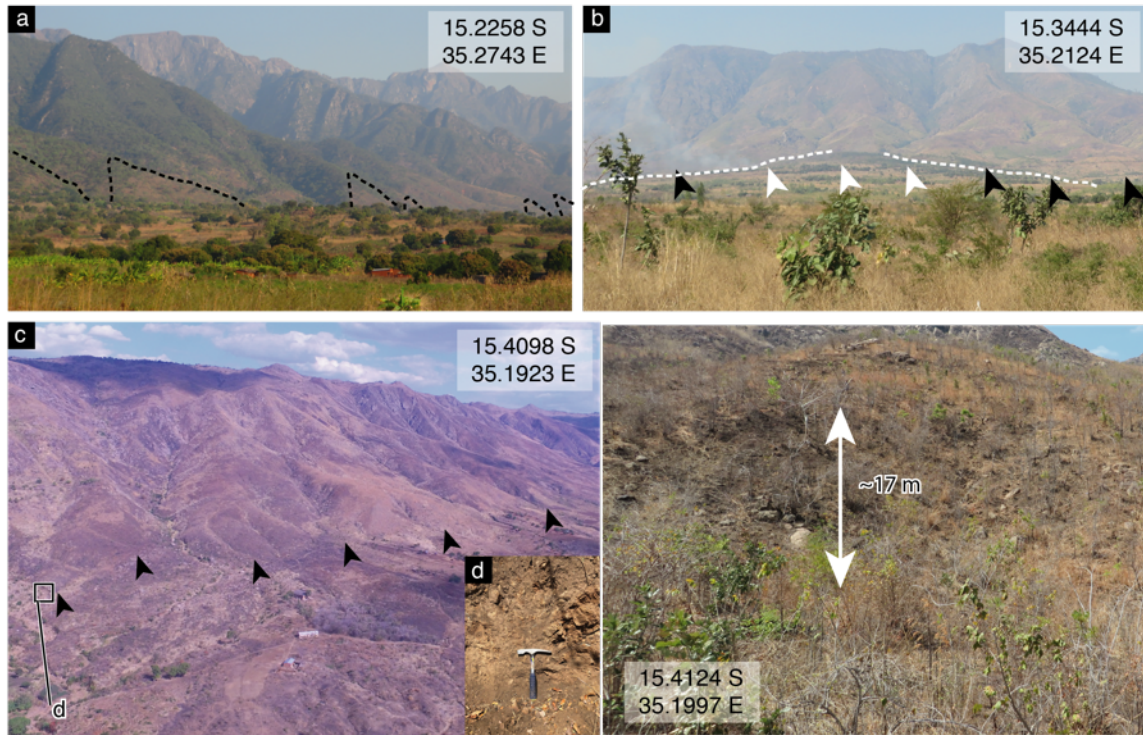 a
15.2258 S
35.2743 E
b
15.3444 S
35.2124 E
c
15.4098 S
35.1923 E
d
d
~17 m
15.4124 S
35.1997 E